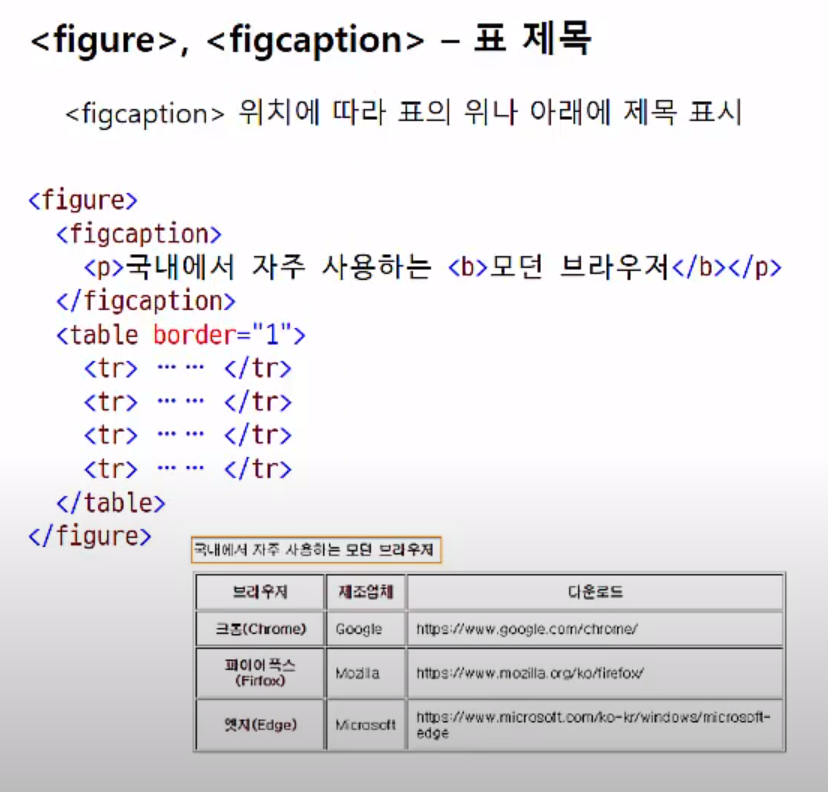 <figure>, <figcaption> – 표 제목
<figcaption> 위치에 따라 표의 위나 아래에 제목 표시
<figure>
<figcaption>
<p>국내에서 자주 사용하는 <b>모던 브라우저</b></p>
</figcaption>
<table border="1">
<tr> …… </tr>
<tr> …… </tr>
<tr> …… </tr>
<tr> …… </tr>
</table>
</figure>
국내에서 자주 사용하는 모던 브라우저
브라우저 제조업체 다운로드
크롬(Chrome) Google https://www.google.com/chrome/
파이어폭스
(Firfox) Mozilla https://www.mozilla.org/ko/firefox/
엣지(Edge) Microsoft https://www.microsoft.com/ko-kr/windows/microsoft-
edge